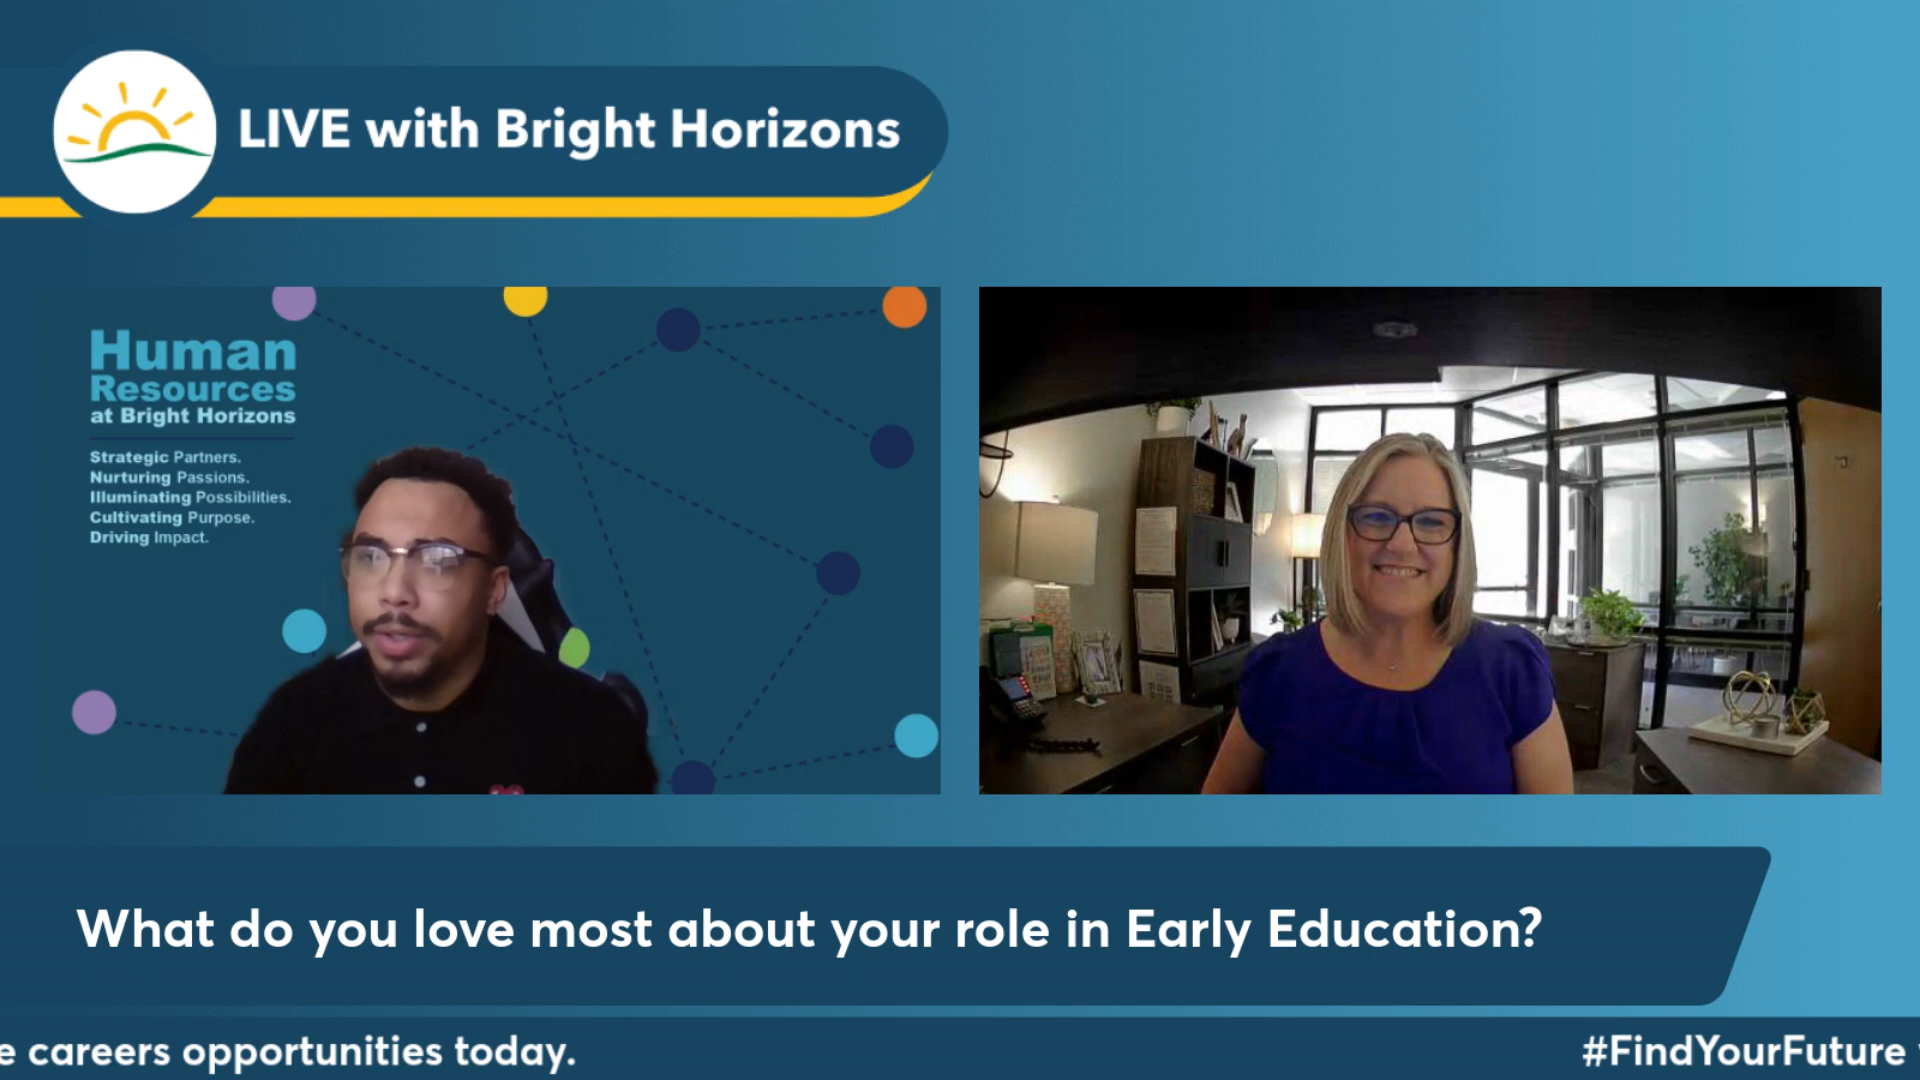 LIVE with Bright Horizons
Human
Resources
at Bright Horizons
Strategic Partners.
Nurturing Passions.
Illuminating Possibilities.
Cultivating Purpose.
Driving Impact.
What do you love most about your role in Early Education?
e careers opportunities today.
#FindYourFuture